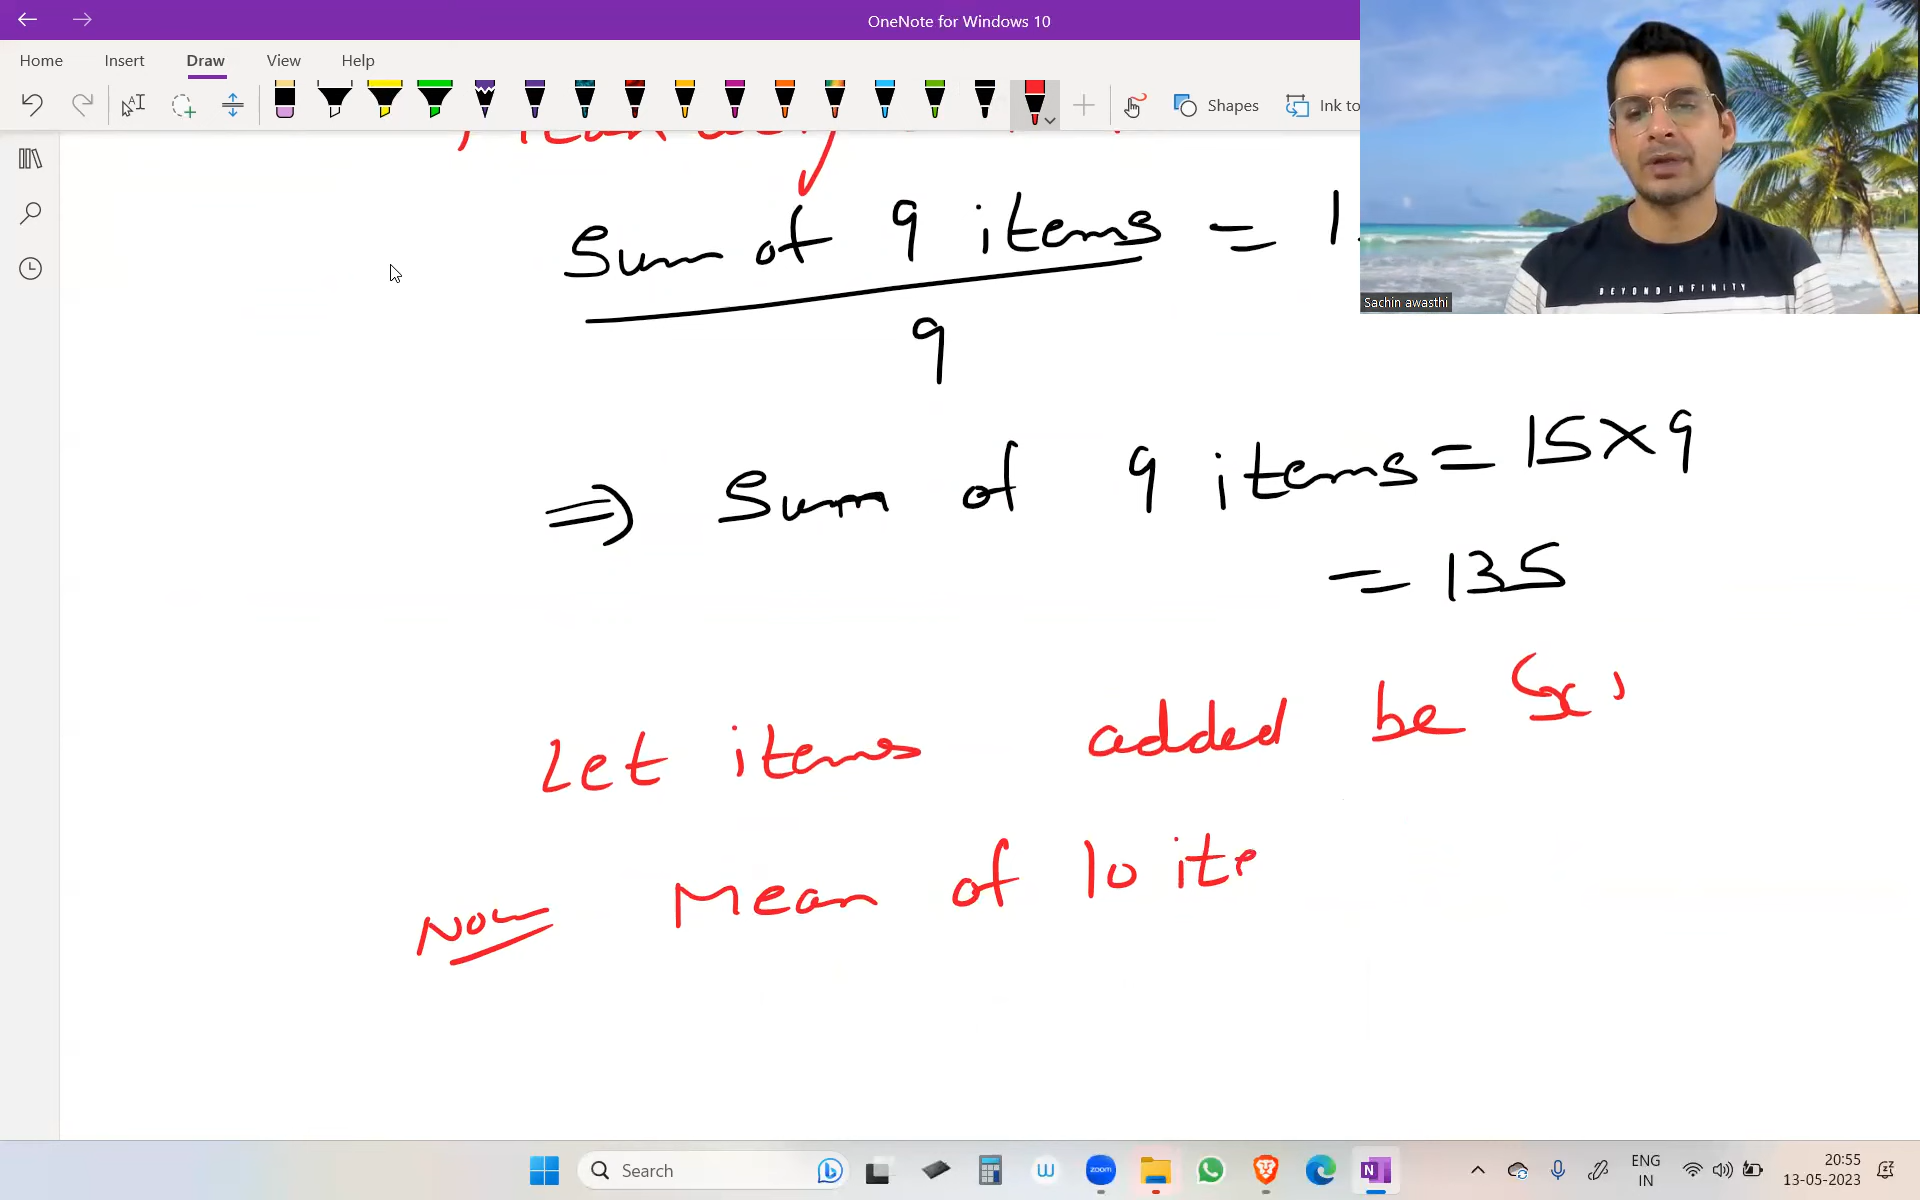 OneNote for Windows 10
Home Insert Draw View Help
Shapes Ink to
Sum of 9 items = 1
9
BEYONDINFINITY
Sachin awasthi
⇒ Sum of 9 items = 15×9
= 135
Let items added be x,
Now Mean of 10 ite
Search
zoom
ENG
IN
20:55
13-05-2023